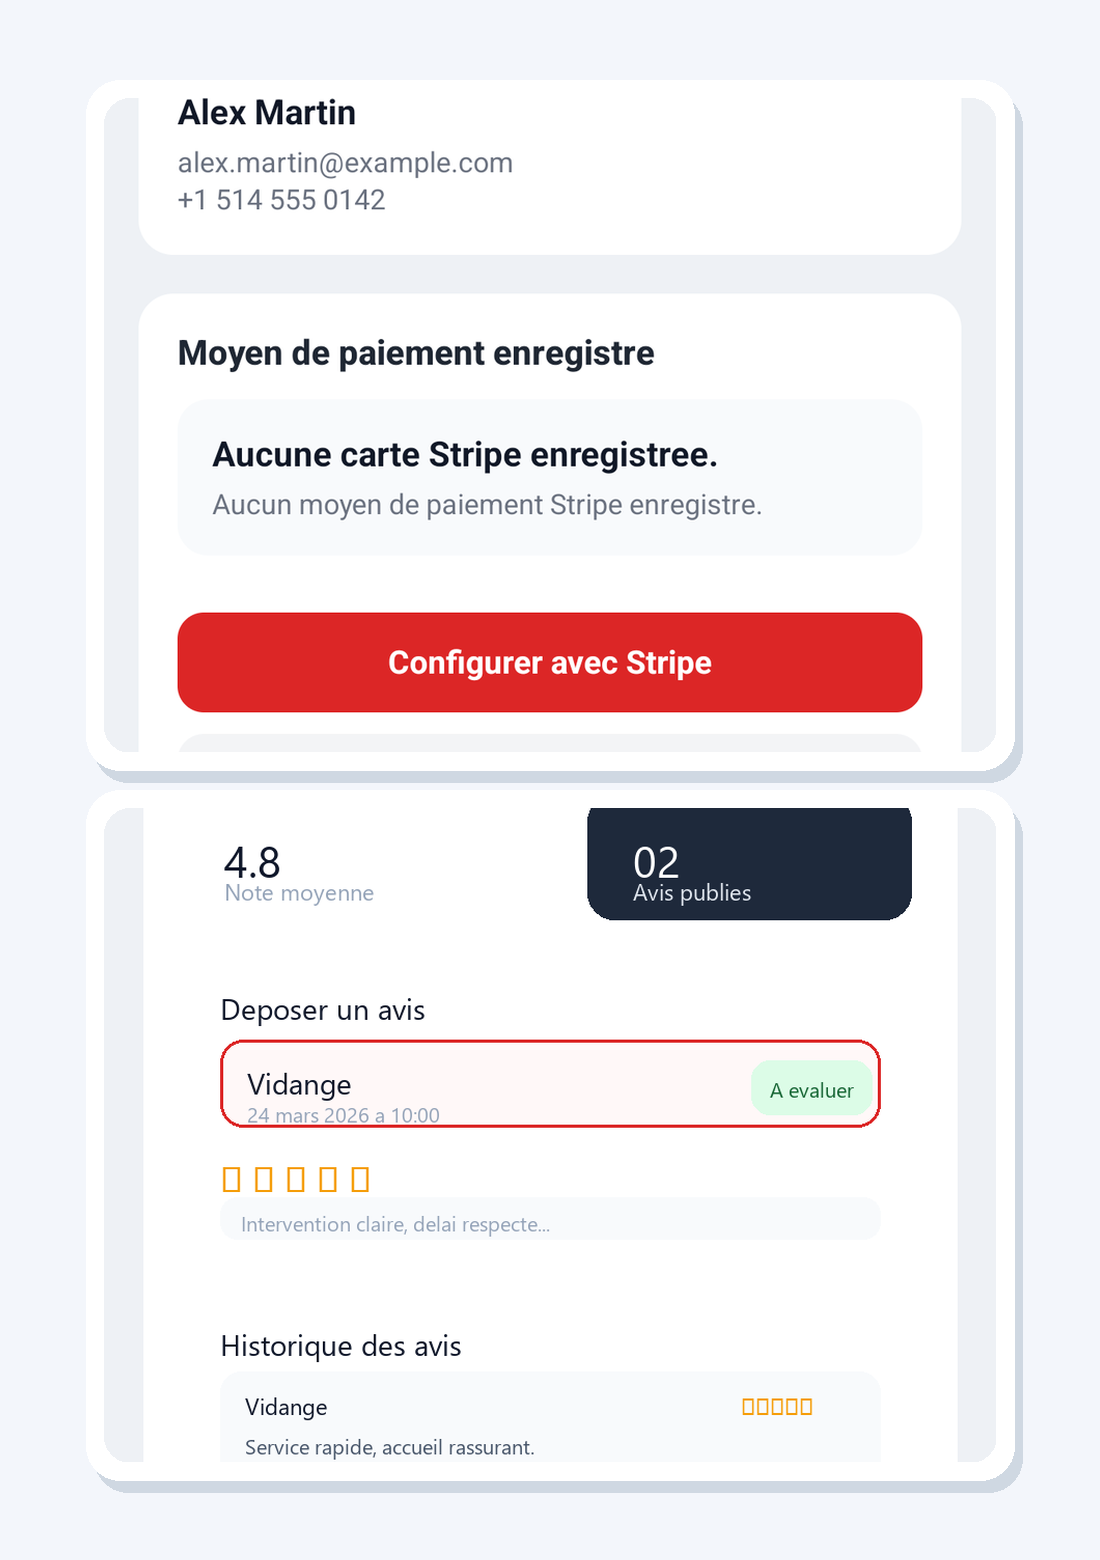 Alex Martin
alex.martin@example.com
+1 514 555 0142
Moyen de paiement enregistre
Aucune carte Stripe enregistree.
Aucun moyen de paiement Stripe enregistre.
Configurer avec Stripe
4.8
Note moyenne
02
Avis publies
Deposer un avis
Vidange
24 mars 2026 a 10:00
A evaluer
Intervention claire, delai respecte...
Historique des avis
Vidange
Service rapide, accueil rassurant.